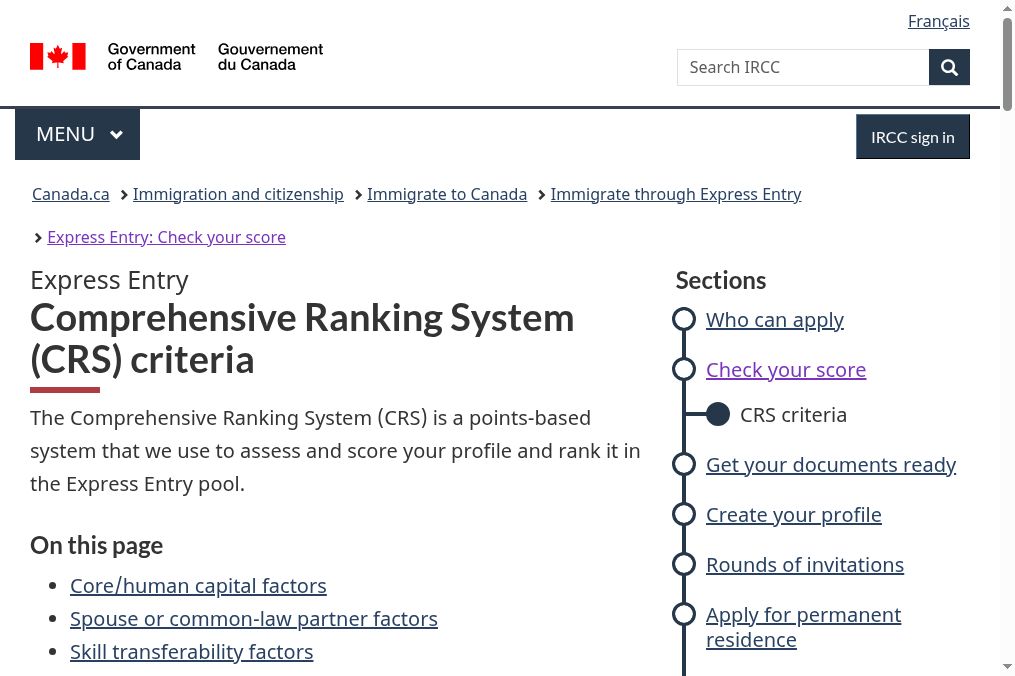 Français
Government
of Canada
Gouvernement
du Canada
Search IRCC
MENU
IRCC sign in
Canada.ca
Immigration and citizenship
Immigrate to Canada
Immigrate through Express Entry
Express Entry: Check your score
Express Entry
Comprehensive Ranking System
(CRS) criteria
The Comprehensive Ranking System (CRS) is a points-based
system that we use to assess and score your profile and rank it in
the Express Entry pool.
On this page
Core/human capital factors
Spouse or common-law partner factors
Skill transferability factors
Sections
Who can apply
Check your score
CRS criteria
Get your documents ready
Create your profile
Rounds of invitations
Apply for permanent
residence